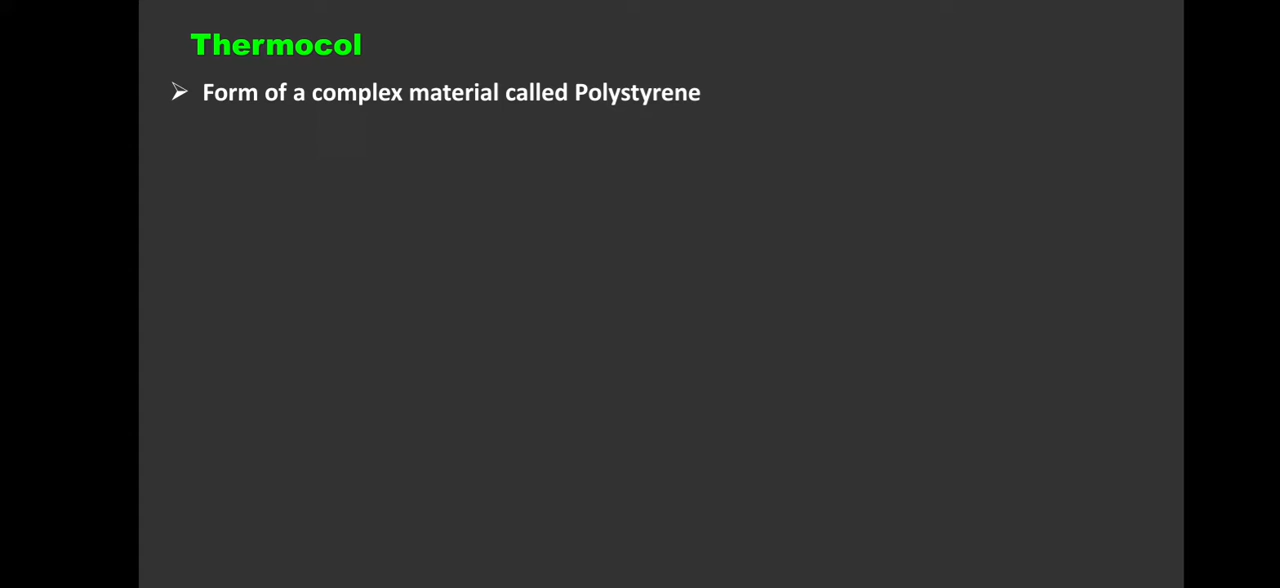 Thermocol
➢ Form of a complex material called Polystyrene